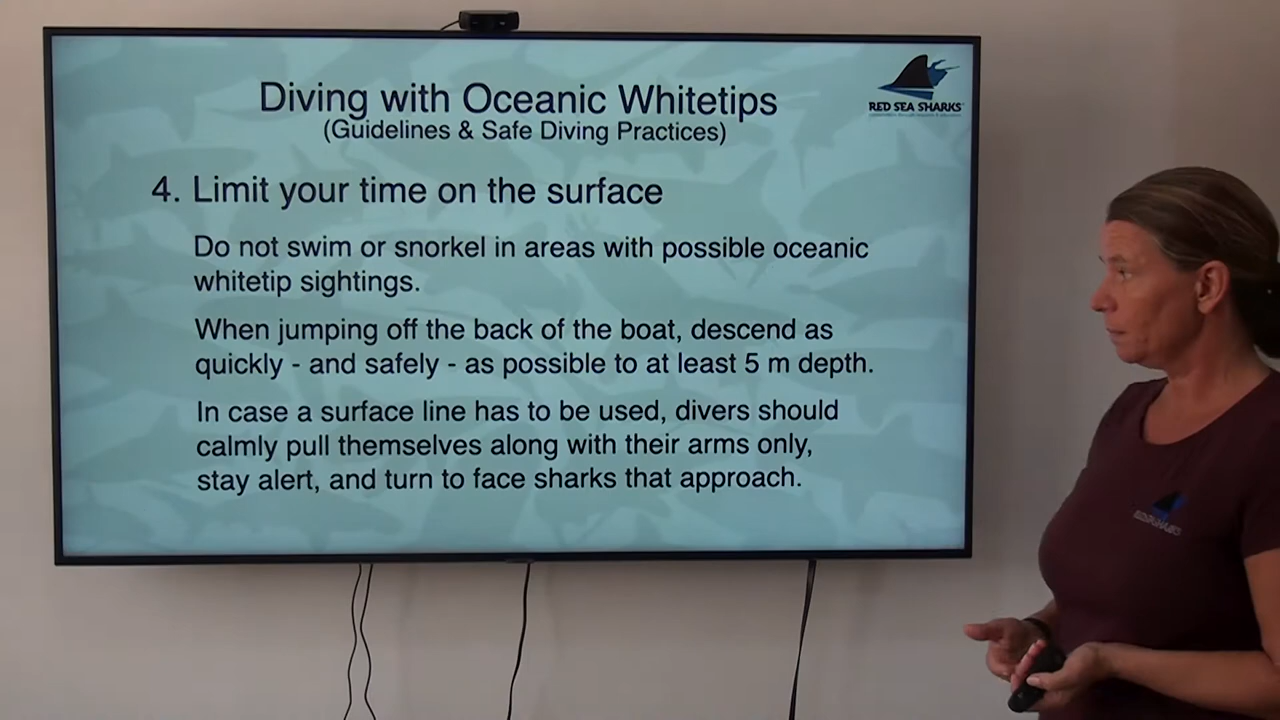 Diving with Oceanic Whitetips
(Guidelines & Safe Diving Practices)
RED SEA SHARKS
4. Limit your time on the surface
Do not swim or snorkel in areas with possible oceanic
whitetip sightings.
When jumping off the back of the boat, descend as
quickly - and safely - as possible to at least 5 m depth.
In case a surface line has to be used, divers should
calmly pull themselves along with their arms only,
stay alert, and turn to face sharks that approach.